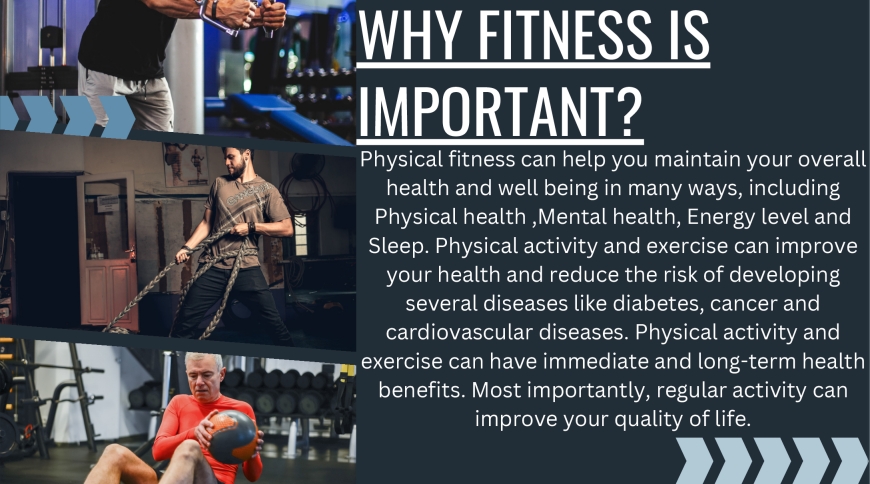 WHY FITNESS IS
IMPORTANT?
Physical fitness can help you maintain your overall
health and well being in many ways, including
Physical health ,Mental health, Energy level and
Sleep. Physical activity and exercise can improve
your health and reduce the risk of developing
several diseases like diabetes, cancer and
cardiovascular diseases. Physical activity and
exercise can have immediate and long-term health
benefits. Most importantly, regular activity can
improve your quality of life.